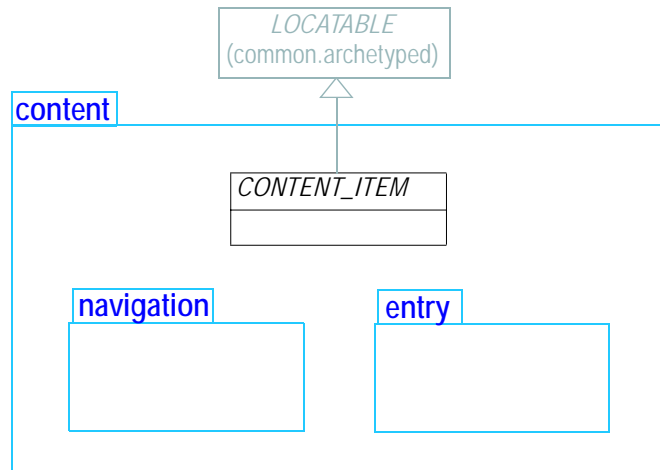 LOCATABLE
(common.archetyped)
content
CONTENT_ITEM
navigation
entry